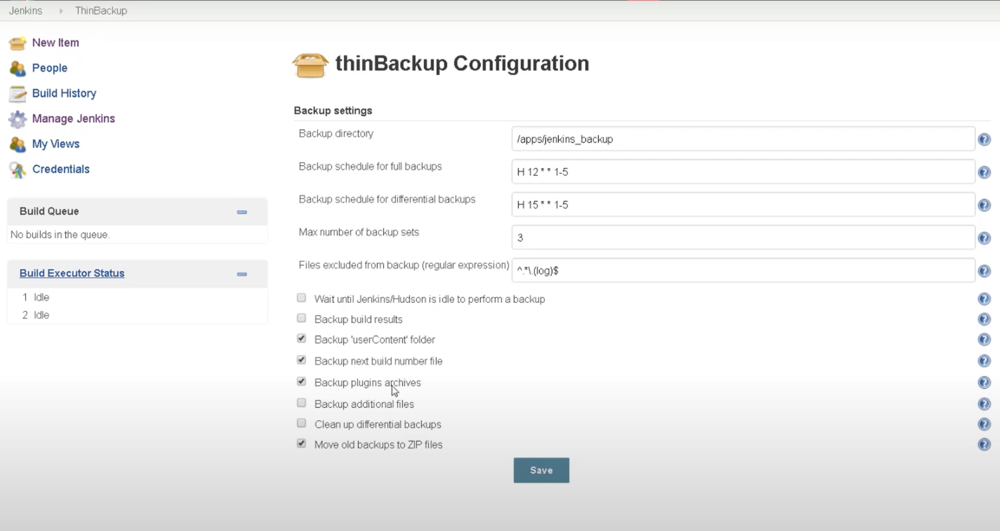 Jenkins ThinBackup
New Item
People
Build History
Manage Jenkins
My Views
Credentials
Build Queue
No builds in the queue.
Build Executor Status
1 Idle
2 Idle
thinBackup Configuration
Backup settings
Backup directory /apps/jenkins_backup
Backup schedule for full backups H 12 * * 1-5
Backup schedule for differential backups H 15 * * 1-5
Max number of backup sets 3
Files excluded from backup (regular expression) ^.*\.(log)$
Wait until Jenkins/Hudson is idle to perform a backup
Backup build results
Backup 'userContent' folder
Backup next build number file
Backup plugins archives
Backup additional files
Clean up differential backups
Move old backups to ZIP files
Save